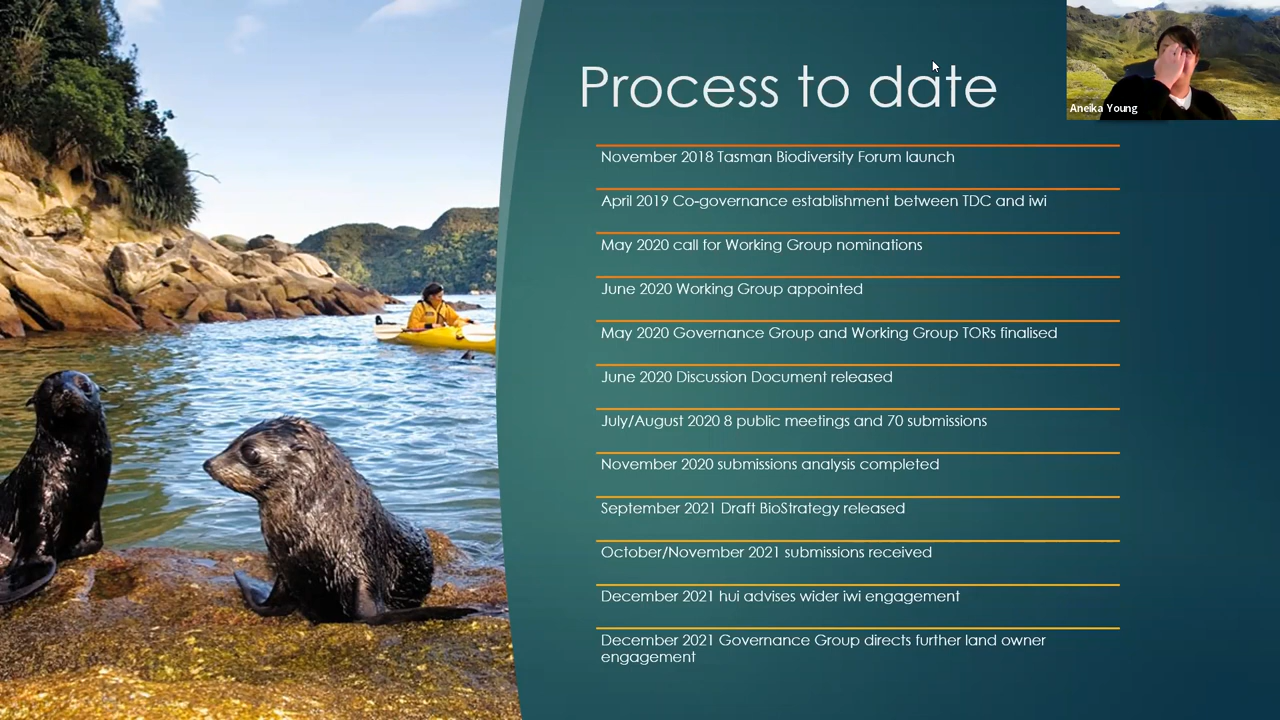 Process to date
Aneika Young
November 2018 Tasman Biodiversity Forum launch
April 2019 Co-governance establishment between TDC and iwi
May 2020 call for Working Group nominations
June 2020 Working Group appointed
May 2020 Governance Group and Working Group TORs finalised
June 2020 Discussion Document released
July/August 2020 8 public meetings and 70 submissions
November 2020 submissions analysis completed
September 2021 Draft BioStrategy released
October/November 2021 submissions received
December 2021 hui advises wider iwi engagement
December 2021 Governance Group directs further land owner
engagement